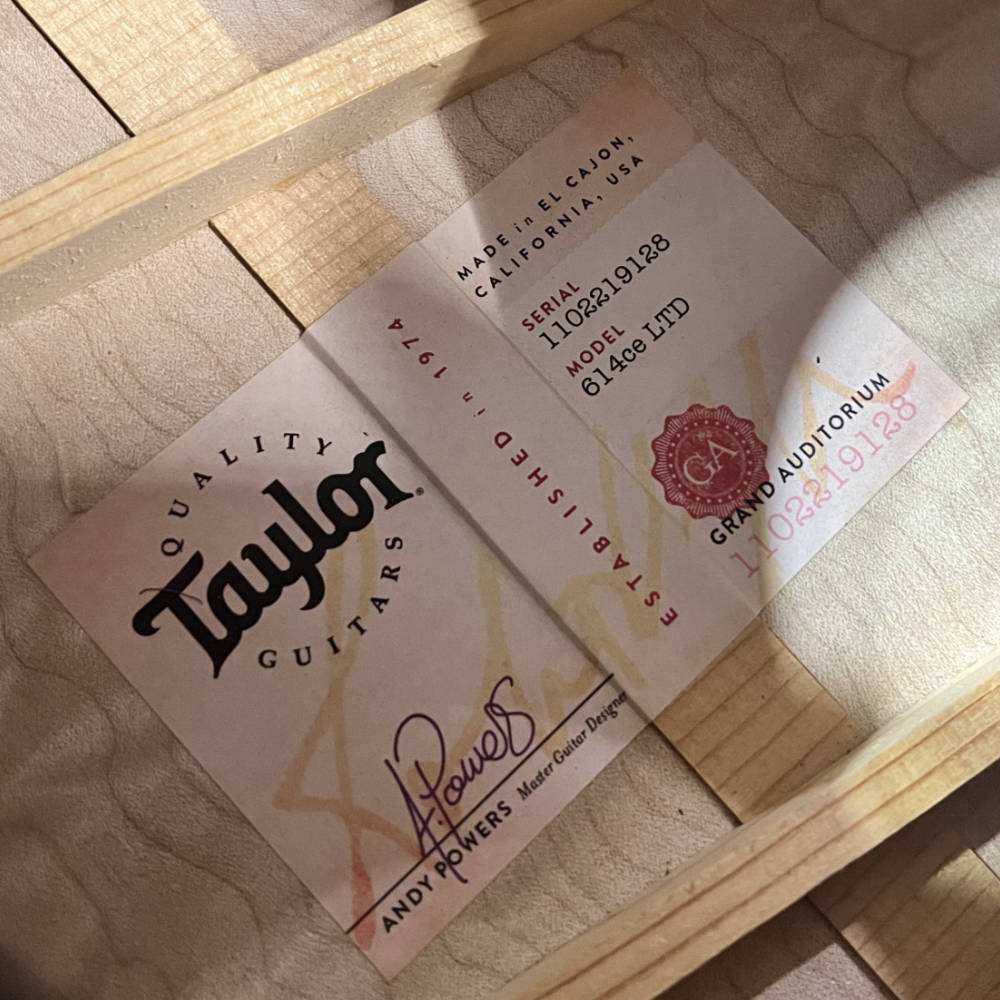 QUALITY
Taylor®
GUITARS
A. Powers
ANDY POWERS Master Guitar Designer
ESTABLISHED in 1974
MADE in EL CAJON,
CALIFORNIA, USA
SERIAL
1102219128
MODEL
614ce LTD
GA
GRAND AUDITORIUM
1102219128